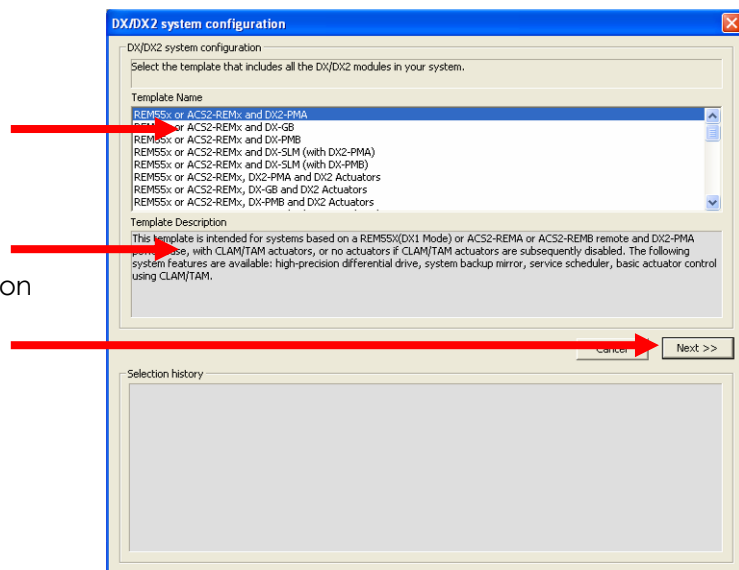 DX/DX2 system configuration
DX/DX2 system configuration
Select the template that includes all the DX/DX2 modules in your system.
Template Name
REM55x or ACS2-REMx and DX2-PMA
or ACS2-REMx and DX-GB
REM55x or ACS2-REMx and DX-PMB
REM55x or ACS2-REMx and DX-SLM (with DX2-PMA)
REM55x or ACS2-REMx and DX-SLM (with DX-PMB)
REM55x or ACS2-REMx, DX2-PMA and DX2 Actuators
REM55x or ACS2-REMx, DX-GB and DX2 Actuators
REM55x or ACS2-REMx, DX-PMB and DX2 Actuators
Template Description
This template is intended for systems based on a REM55X(DX1 Mode) or ACS2-REMA or ACS2-REMB remote and DX2-PMA
with CLAM/TAM actuators, or no actuators if CLAM/TAM actuators are subsequently disabled. The following
on
system features are available: high-precision differential drive, system backup mirror, service scheduler, basic actuator control
using CLAM/TAM.
Cancel
Next >>
Selection history